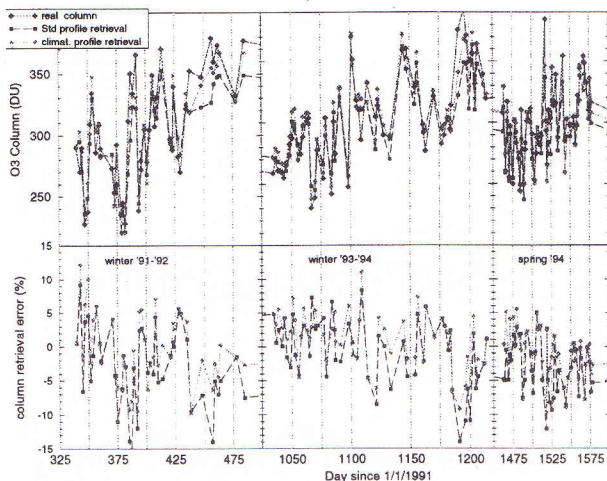 real column
Std profile retrieval
climat. profile retrieval
O3 Column (DU)
350
300
250
15
winter '91-'92
winter '93-'94
spring '94
column retrieval error (%)
10
5
0
-5
-10
-15
325 375 425 475 1050 1100 1150 1200 1475 1525 1575
Day since 1/1/1991